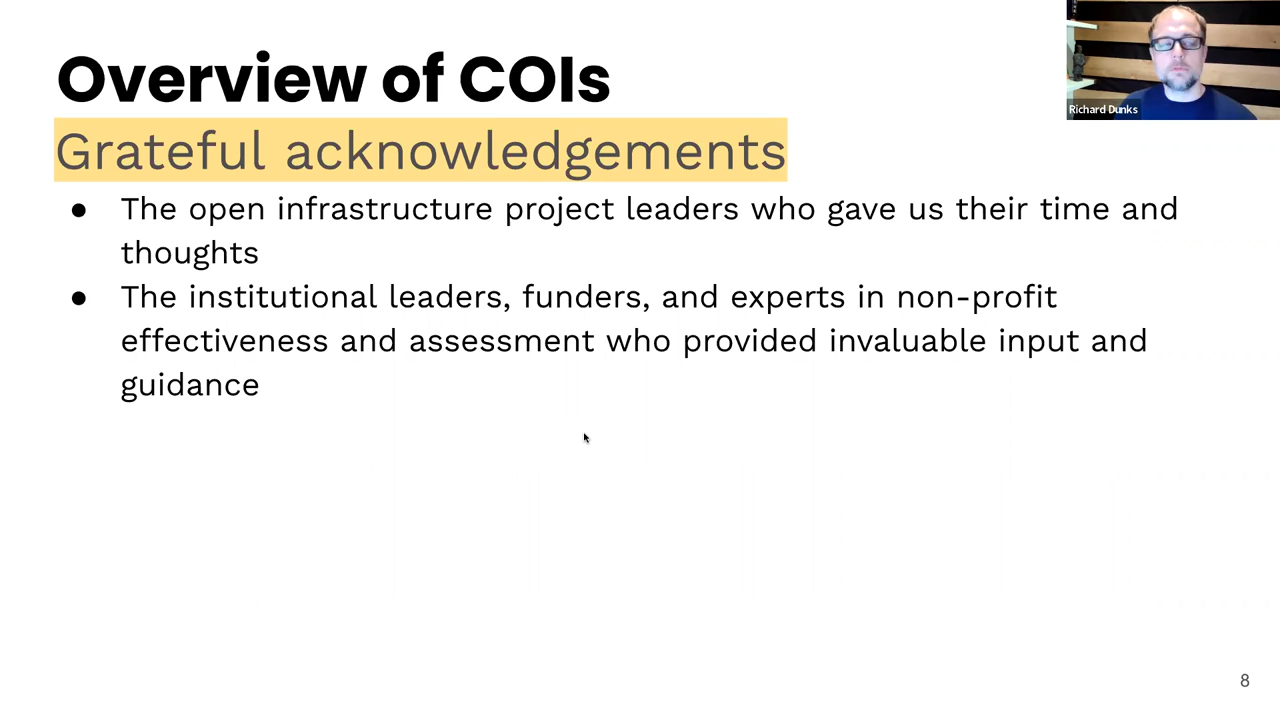 Overview of COIs
Grateful acknowledgements
● The open infrastructure project leaders who gave us their time and
thoughts
● The institutional leaders, funders, and experts in non-profit
effectiveness and assessment who provided invaluable input and
guidance
Richard Dunks
8